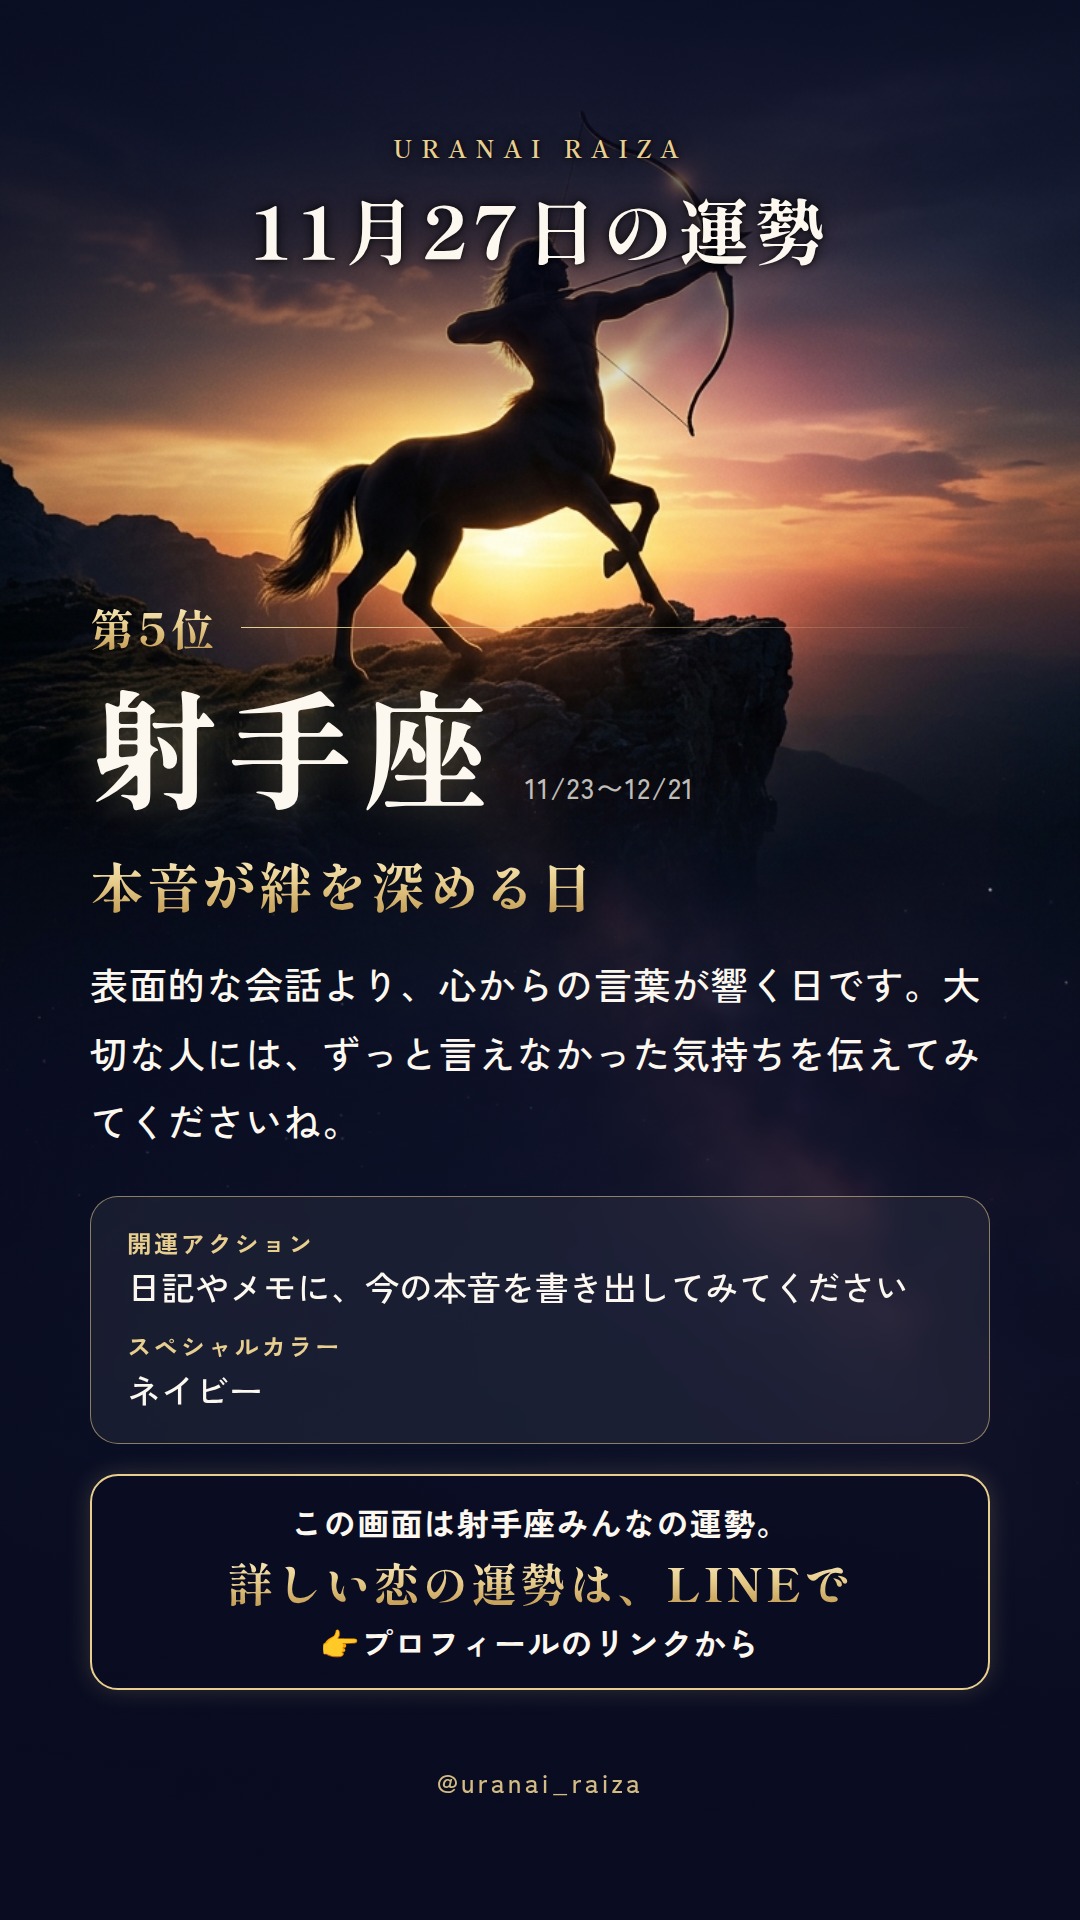 URANAI RAIZA
11月27日の運勢
第5位
射手座 11/23〜12/21
本音が絆を深める日
表面的な会話より、心からの言葉が響く日です。大
切な人には、ずっと言えなかった気持ちを伝えてみ
てくださいね。
開運アクション
日記やメモに、今の本音を書き出してみてください
スペシャルカラー
ネイビー
この画面は射手座みんなの運勢。
詳しい恋の運勢は、LINEで
👉プロフィールのリンクから
@uranai_raiza